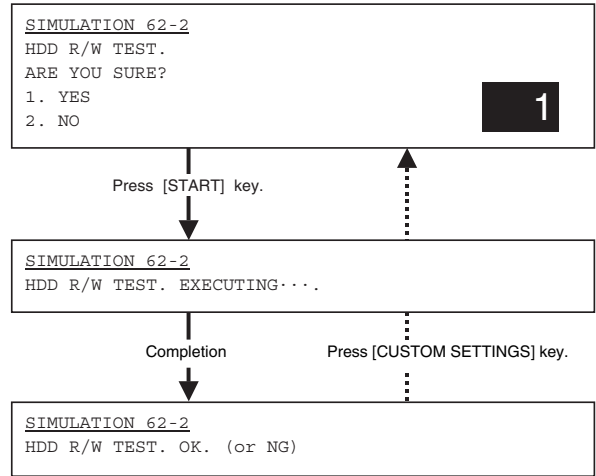 SIMULATION 62-2
HDD R/W TEST.
ARE YOU SURE?
1. YES
2. NO
1
Press [START] key.
SIMULATION 62-2
HDD R/W TEST. EXECUTING···.
Completion
Press [CUSTOM SETTINGS] key.
SIMULATION 62-2
HDD R/W TEST. OK. (or NG)